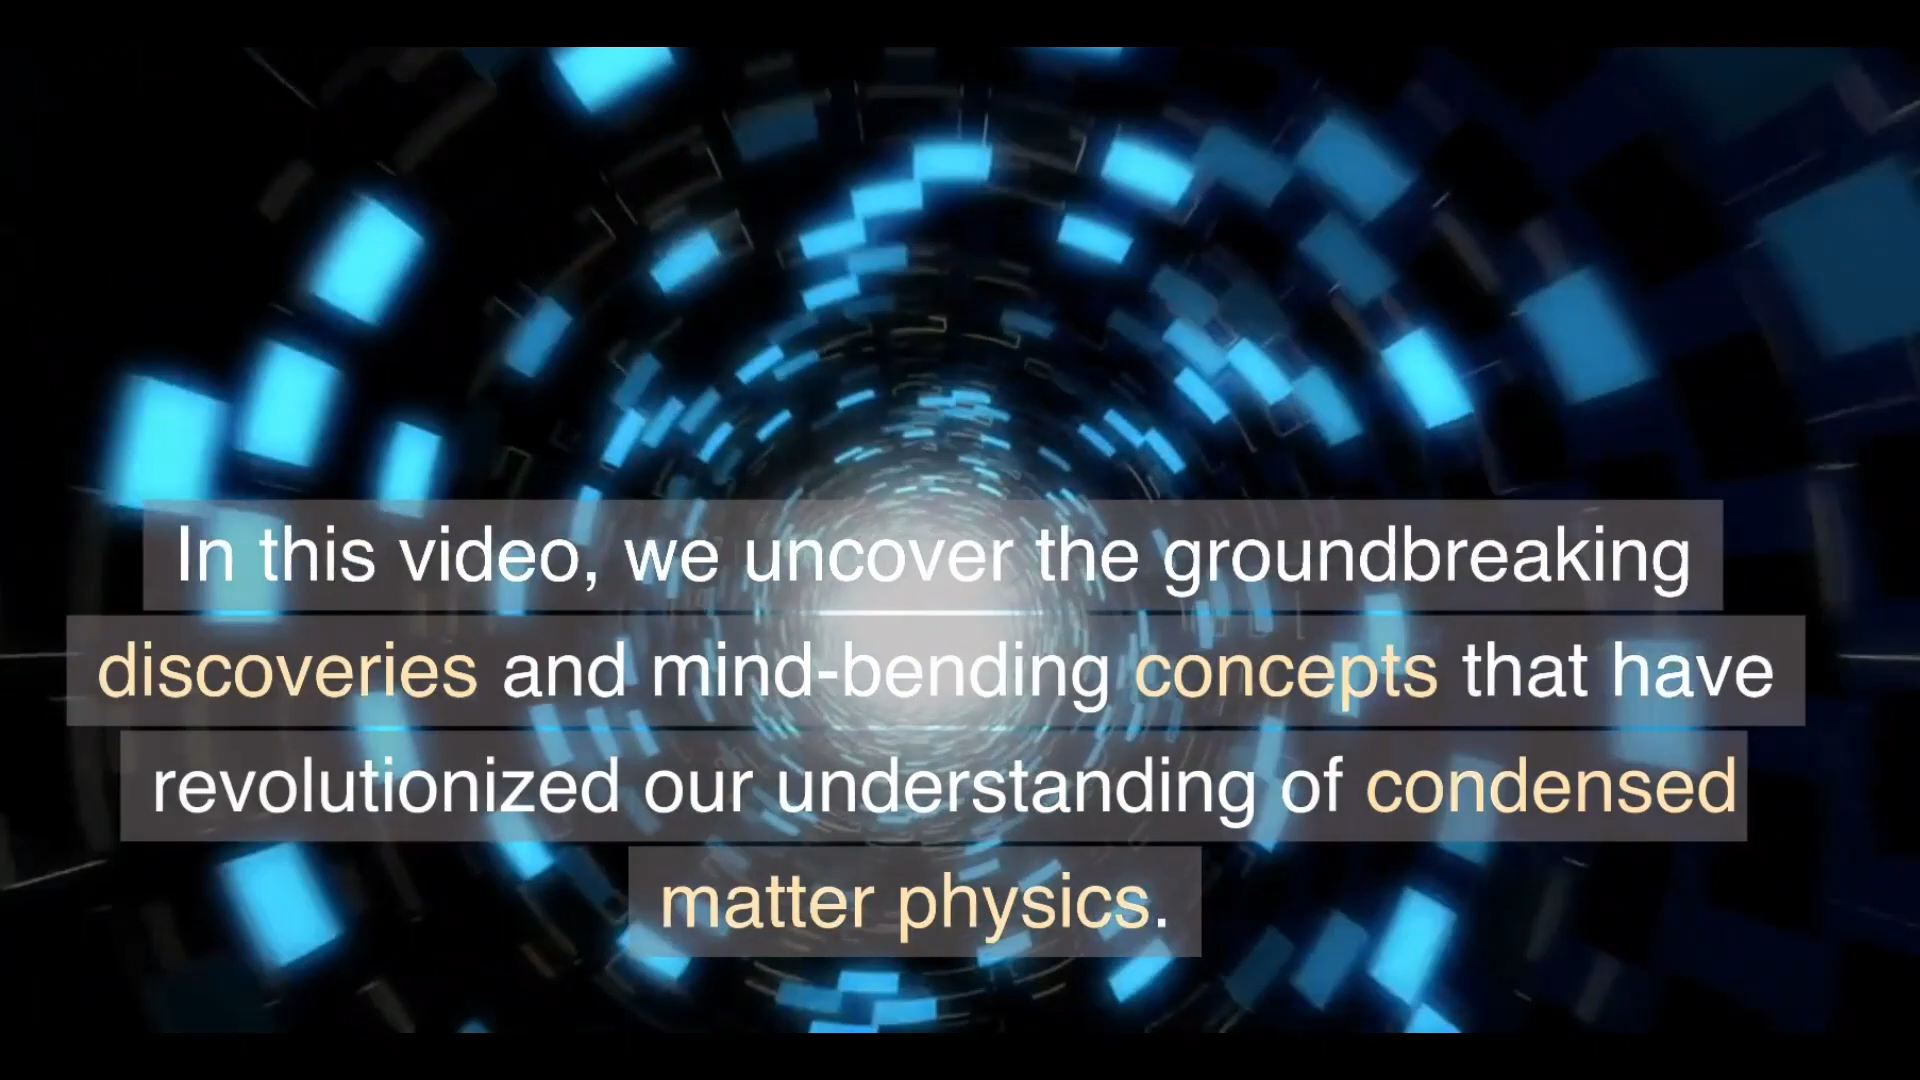 In this video, we uncover the groundbreaking
discoveries and mind-bending concepts that have
revolutionized our understanding of condensed
matter physics.